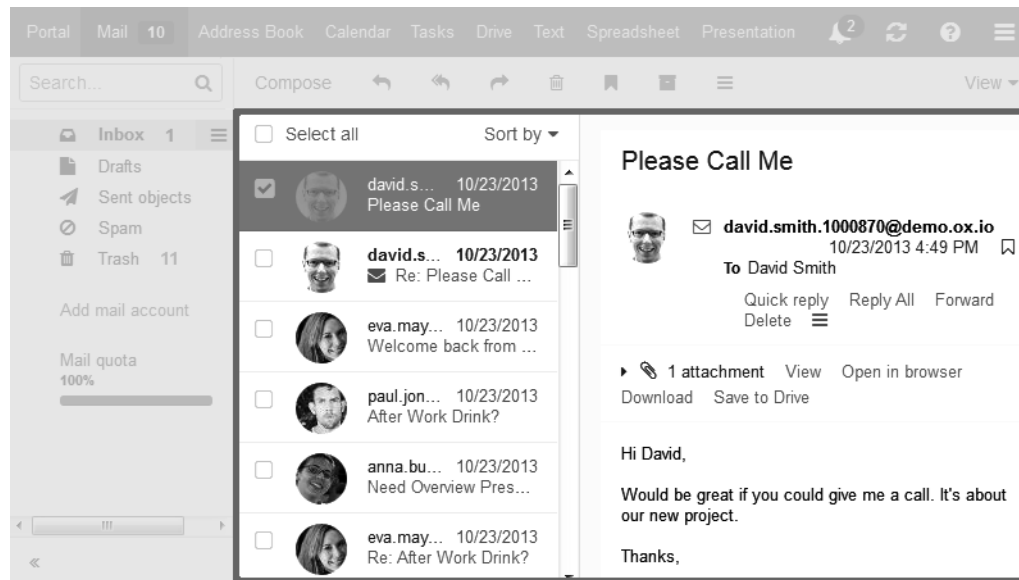 Portal Mail 10 Address Book Calendar Tasks Drive Text Spreadsheet Presentation 2
Search... Compose View
Inbox 1
Drafts
Sent objects
Spam
Trash 11
Add mail account
Mail quota
100%
Select all Sort by
david.s... 10/23/2013
Please Call Me
david.s... 10/23/2013
Re: Please Call ...
eva.may... 10/23/2013
Welcome back from ...
paul.jon... 10/23/2013
After Work Drink?
anna.bu... 10/23/2013
Need Overview Pres...
eva.may... 10/23/2013
Re: After Work Drink?
Please Call Me
david.smith.1000870@demo.ox.io
10/23/2013 4:49 PM
To David Smith
Quick reply Reply All Forward
Delete
1 attachment View Open in browser
Download Save to Drive
Hi David,
Would be great if you could give me a call. It's about
our new project.
Thanks,